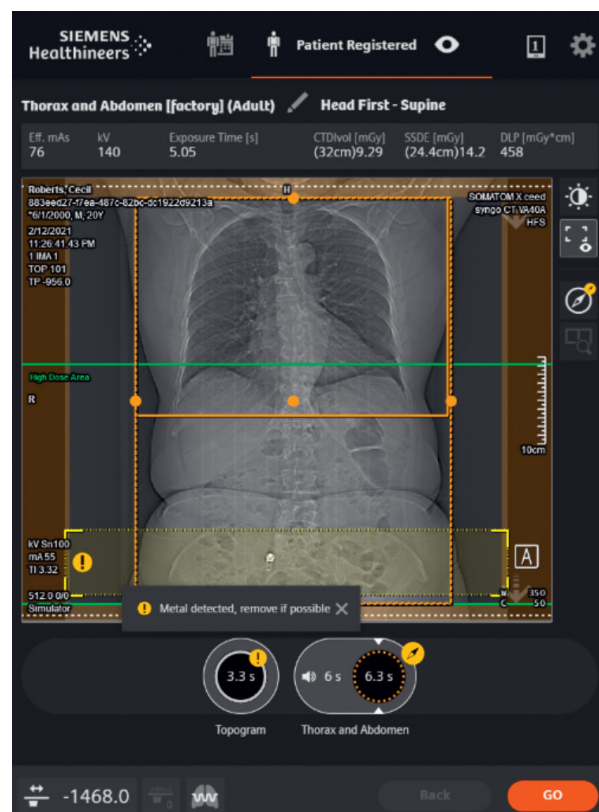 SIEMENS
Healthineers
Patient Registered
1
Thorax and Abdomen [factory] (Adult)
Head First - Supine
Eff. mAs
kV
Exposure Time [s]
CTDIvol [mGy]
SSDE [mGy]
DLP [mGy*cm]
76
140
5.05
(32cm)9.29
(24.4cm)14.2
458
Roberts, Cecil
H
SOMATOM X.ceed
883eed27-f7ea-487c-82bc-dc1922d9213a
syngo CT VA40A
*6/1/2000, M, 20Y
HFS
2/12/2021
11:26:41.43 PM
1 IMA 1
TOP 101
TP -956.0
High Dose Area
R
10cm
kV Sn100
mA 55
TI 3.32
A
512.0 0/0
W 350
Simulator
C 50
Metal detected, remove if possible
3.3 s
6 s
6.3 s
Topogram
Thorax and Abdomen
-1468.0
0
Back
GO